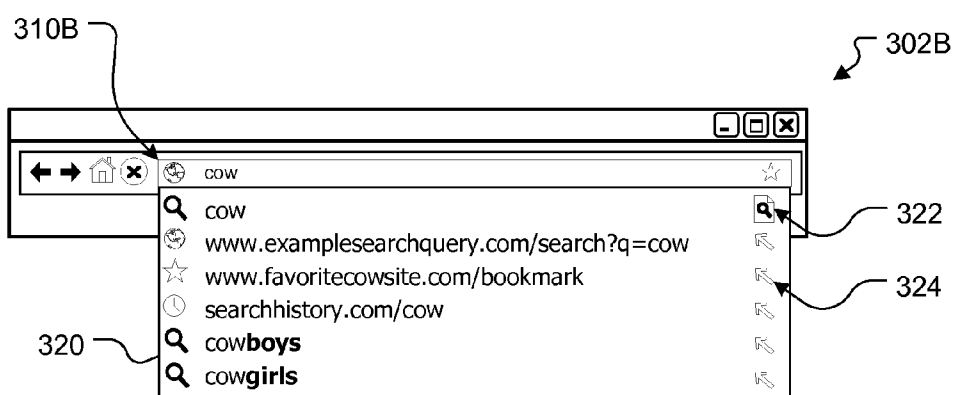 310B
302B
cow
cow
322
www.examplesearchquery.com/search?q=cow
www.favoritecowsite.com/bookmark
324
searchhistory.com/cow
320
cowboys
cowgirls